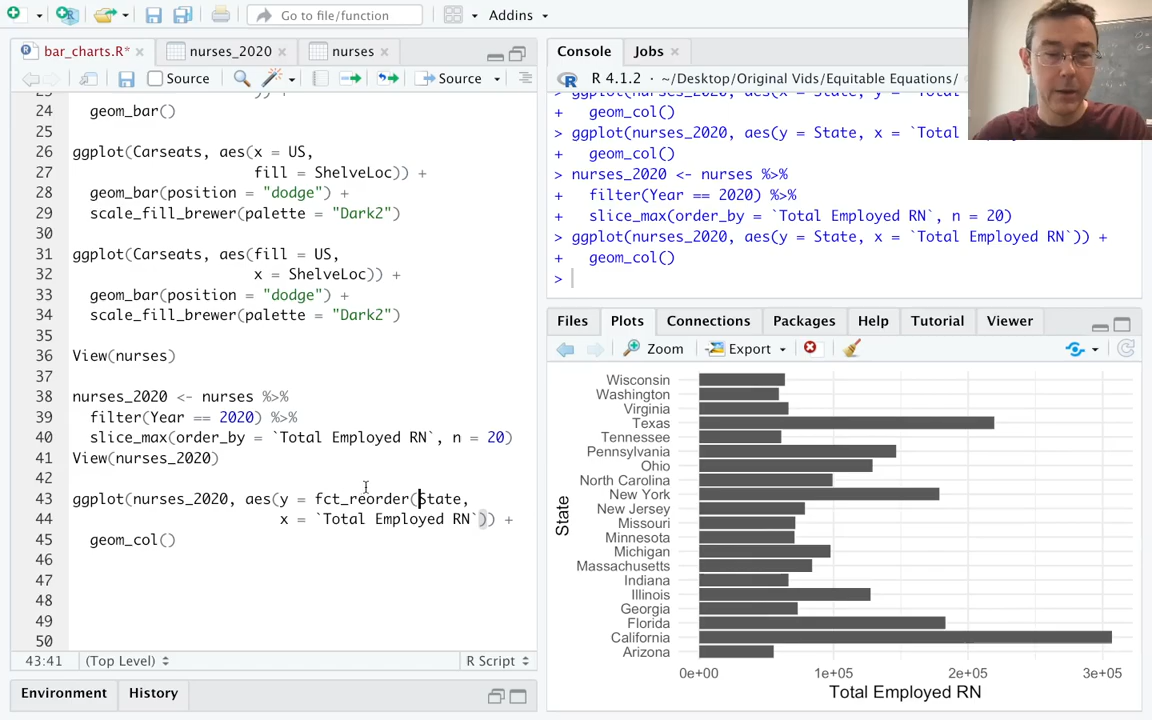 Go to file/function
Addins
bar_charts.R*
nurses_2020
nurses
Source
Source
24 geom_bar()
25
26 ggplot(Carseats, aes(x = US,
27 fill = ShelveLoc)) +
28 geom_bar(position = "dodge") +
29 scale_fill_brewer(palette = "Dark2")
30
31 ggplot(Carseats, aes(fill = US,
32 x = ShelveLoc)) +
33 geom_bar(position = "dodge") +
34 scale_fill_brewer(palette = "Dark2")
35
36 View(nurses)
37
38 nurses_2020 <- nurses %>%
39 filter(Year == 2020) %>%
40 slice_max(order_by = `Total Employed RN`, n = 20)
41 View(nurses_2020)
42
43 ggplot(nurses_2020, aes(y = fct_reorder(State,
44 x = `Total Employed RN`)) +
45 geom_col()
46
47
48
49
50
43:41 (Top Level) R Script
Environment History
Console Jobs
R 4.1.2 · ~/Desktop/Original Vids/Equitable Equations/
+ geom_col()
> ggplot(nurses_2020, aes(y = State, x = `Total
+ geom_col()
> nurses_2020 <- nurses %>%
+ filter(Year == 2020) %>%
+ slice_max(order_by = `Total Employed RN`, n = 20)
> ggplot(nurses_2020, aes(y = State, x = `Total Employed RN`)) +
+ geom_col()
>
Files Plots Connections Packages Help Tutorial Viewer
Zoom Export
Wisconsin
Washington
Virginia
Texas
Tennessee
Pennsylvania
Ohio
North Carolina
New York
New Jersey
Missouri
Minnesota
Michigan
Massachusetts
Indiana
Illinois
Georgia
Florida
California
Arizona
State
0e+00 1e+05 2e+05 3e+05
Total Employed RN